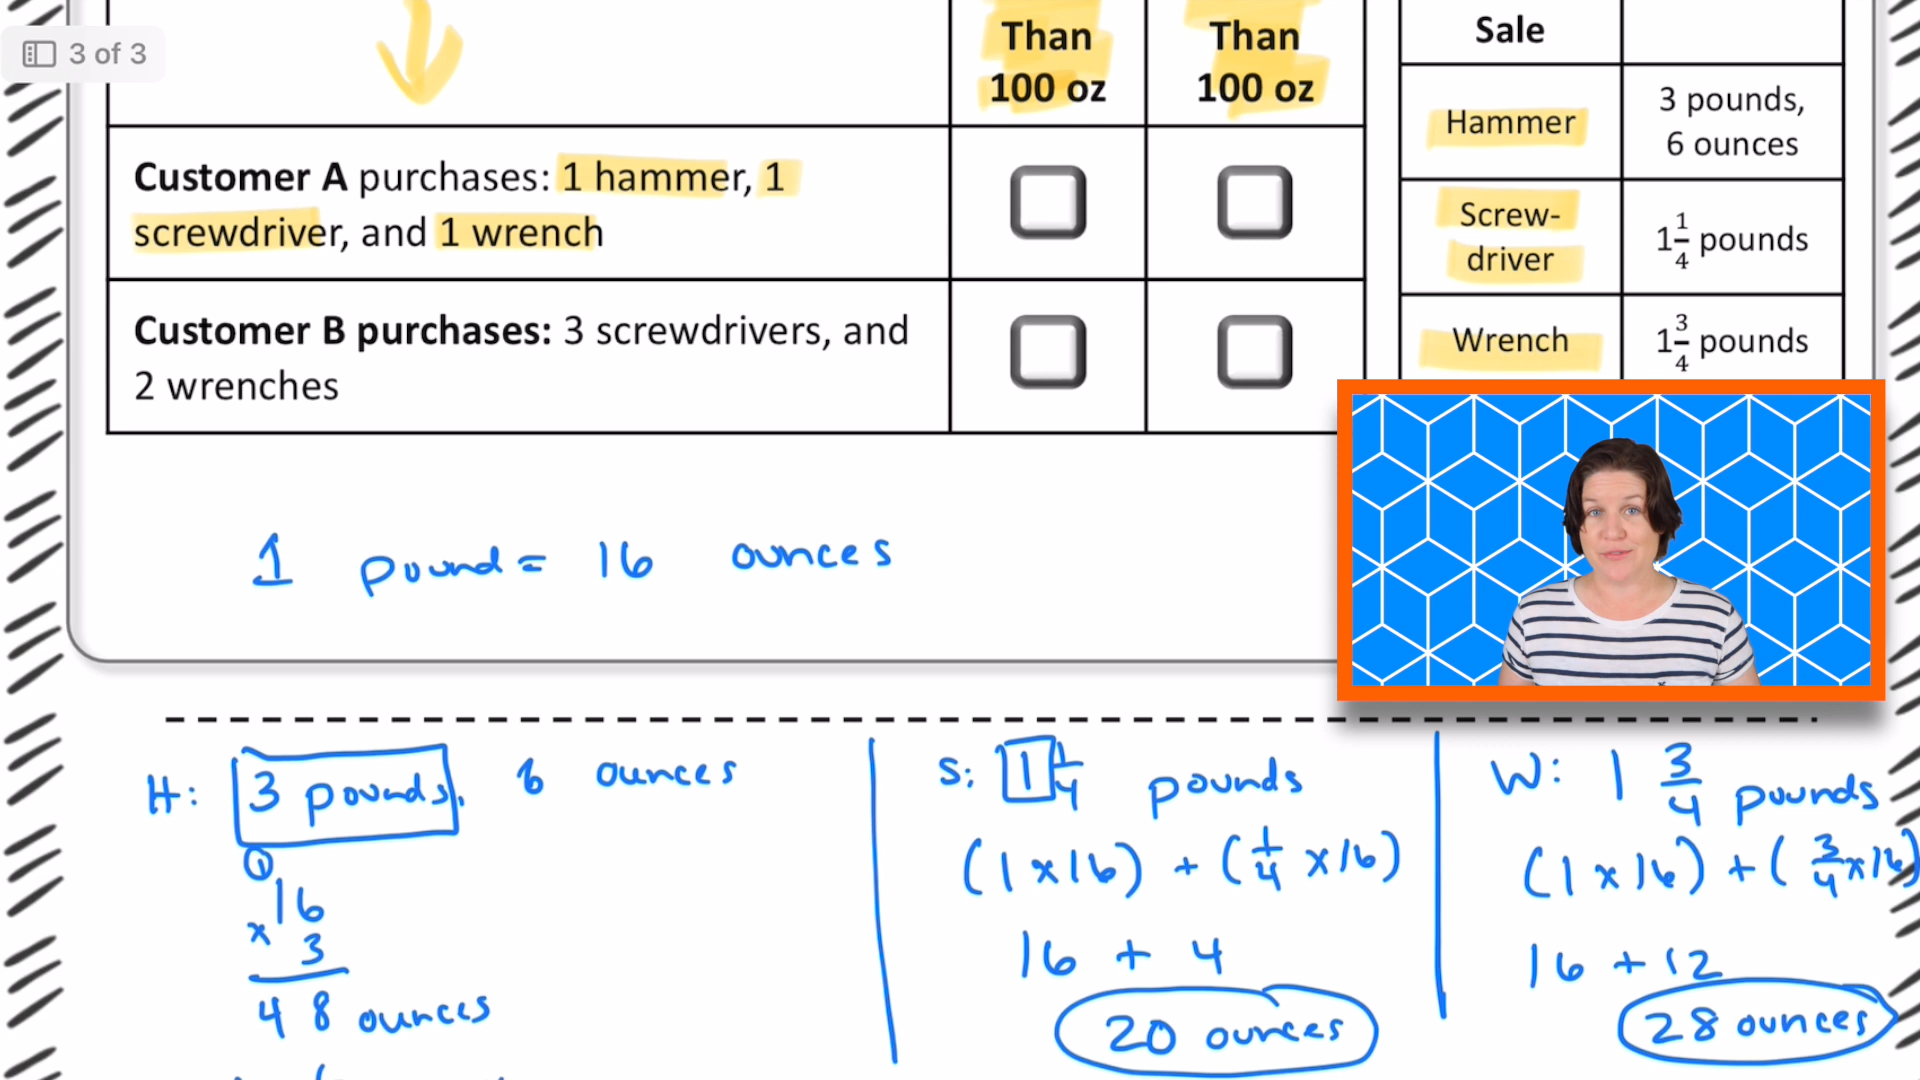 3 of 3
Than
100 oz
Than
100 oz
Customer A purchases: 1 hammer, 1
screwdriver, and 1 wrench
Customer B purchases: 3 screwdrivers, and
2 wrenches
Sale
Hammer
3 pounds,
6 ounces
Screw-
driver
1 1/4 pounds
Wrench
1 3/4 pounds
1 pound = 16 ounces
H: 3 pounds, 6 ounces
1
16
x 3
48 ounces
S: 1 1/4 pounds
(1 x 16) + (1/4 x 16)
16 + 4
20 ounces
W: 1 3/4 pounds
(1 x 16) + (3/4 x 16)
16 + 12
28 ounces